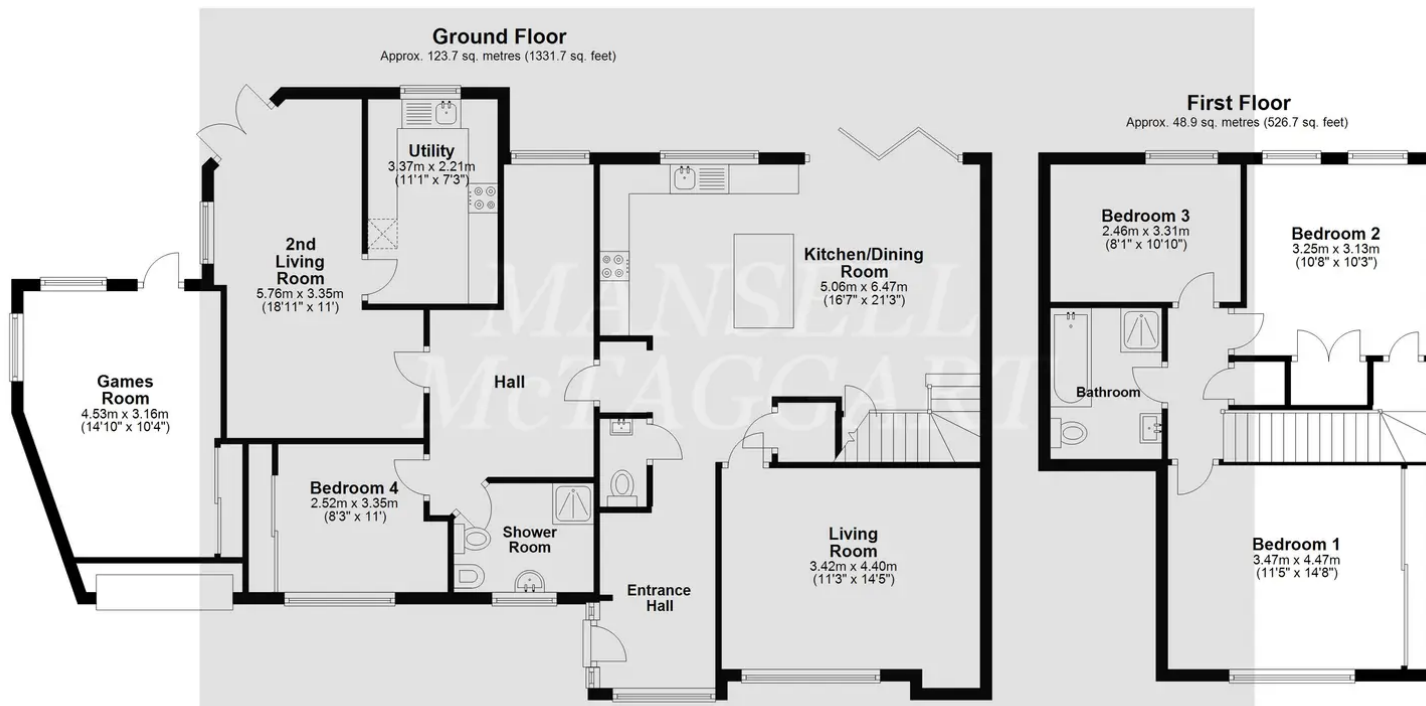 Ground Floor
Approx. 123.7 sq. metres (1331.7 sq. feet)
First Floor
Approx. 48.9 sq. metres (526.7 sq. feet)
Utility
3.37m x 2.21m
(11'1" x 7'3")
2nd
Living
Room
5.76m x 3.35m
(18'11" x 11')
Kitchen/Dining
Room
5.06m x 6.47m
(16'7" x 21'3")
Bedroom 3
2.46m x 3.31m
(8'1" x 10'10")
Bedroom 2
3.25m x 3.13m
(10'8" x 10'3")
Games
Room
4.53m x 3.16m
(14'10" x 10'4")
Hall
Bathroom
Bedroom 4
2.52m x 3.35m
(8'3" x 11')
Shower
Room
Living
Room
3.42m x 4.40m
(11'3" x 14'5")
Entrance
Hall
Bedroom 1
3.47m x 4.47m
(11'5" x 14'8")
MANSELL
McTAGGART